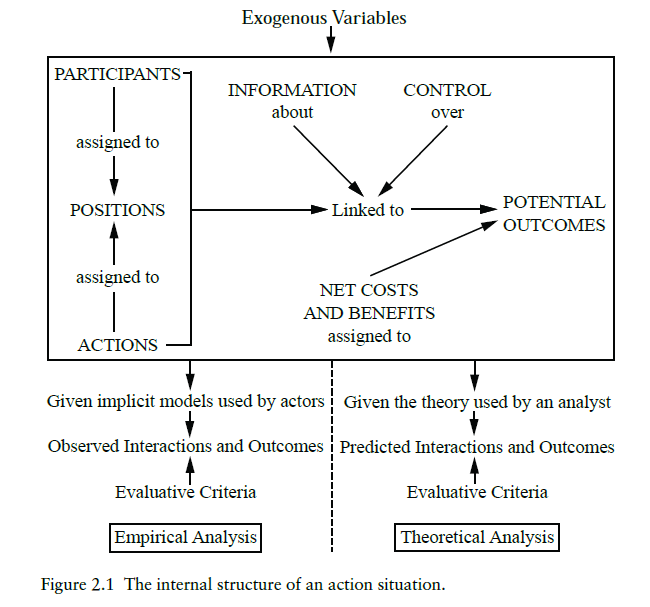 Exogenous Variables
PARTICIPANTS
assigned to
POSITIONS
assigned to
ACTIONS
INFORMATION
about
CONTROL
over
Linked to
POTENTIAL
OUTCOMES
NET COSTS
AND BENEFITS
assigned to
Given implicit models used by actors
Observed Interactions and Outcomes
Evaluative Criteria
Empirical Analysis
Given the theory used by an analyst
Predicted Interactions and Outcomes
Evaluative Criteria
Theoretical Analysis
Figure 2.1 The internal structure of an action situation.